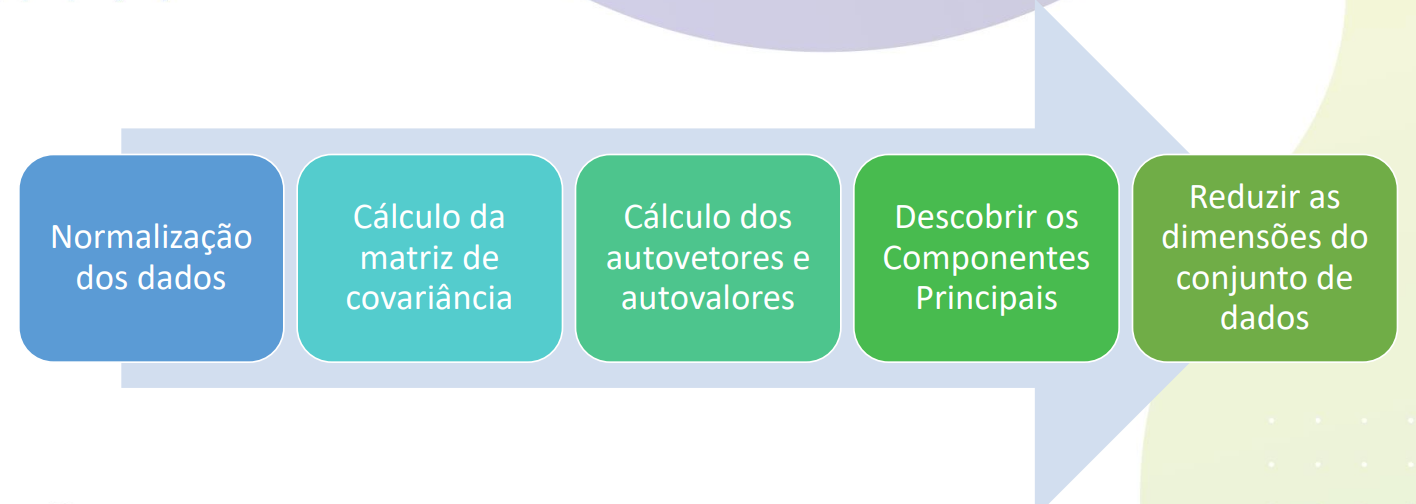 Normalização
dos dados
Cálculo da
matriz de
covariância
Cálculo dos
autovetores e
autovalores
Descobrir os
Componentes
Principais
Reduzir as
dimensões do
conjunto de
dados